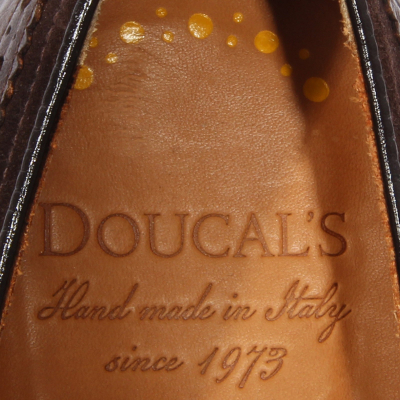 DOUCAL'S
Hand made in Italy
since 1973